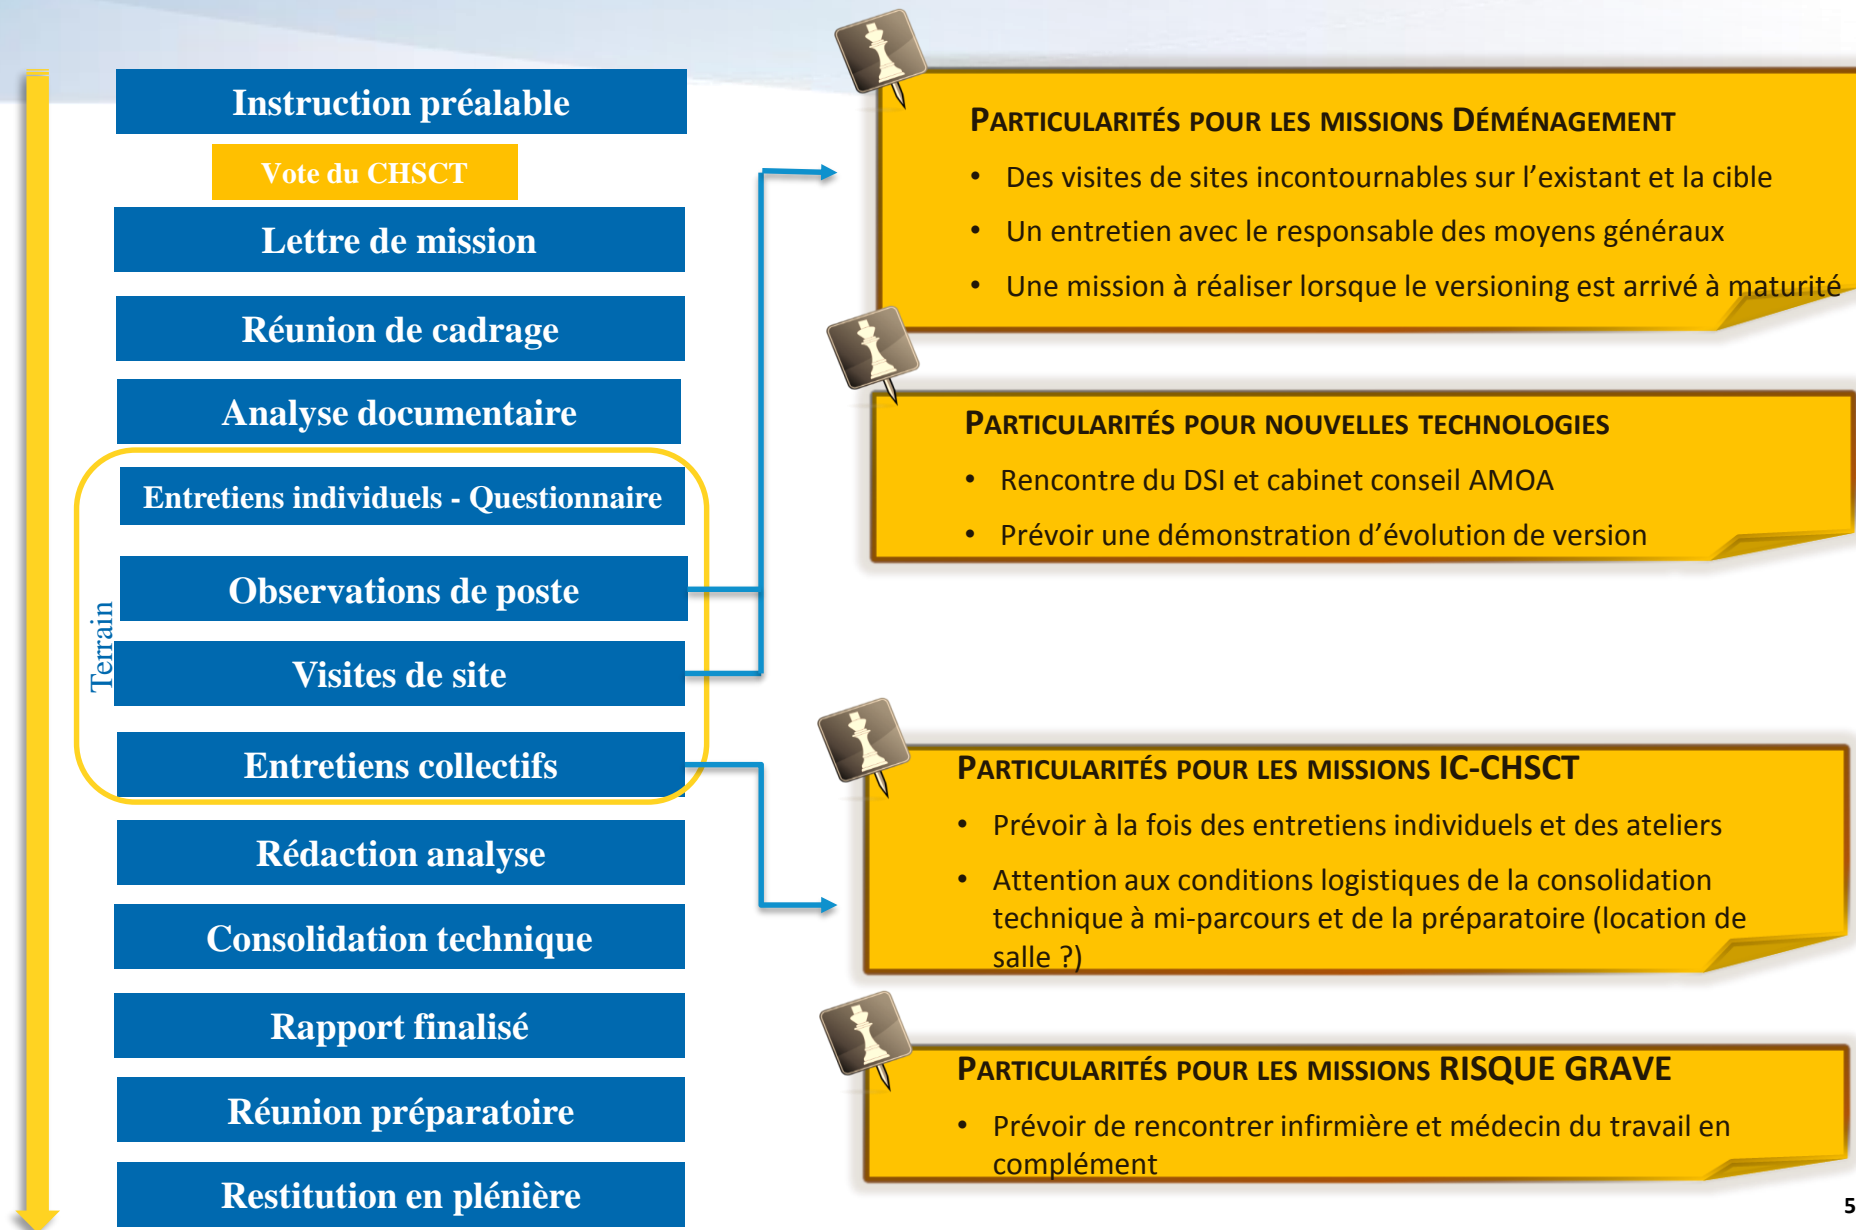 Instruction préalable
Vote du CHSCT
Lettre de mission
Réunion de cadrage
Analyse documentaire
Terrain
Entretiens individuels - Questionnaire
Observations de poste
Visites de site
Entretiens collectifs
Rédaction analyse
Consolidation technique
Rapport finalisé
Réunion préparatoire
Restitution en plénière
PARTICULARITÉS POUR LES MISSIONS DÉMÉNAGEMENT
• Des visites de sites incontournables sur l’existant et la cible
• Un entretien avec le responsable des moyens généraux
• Une mission à réaliser lorsque le versioning est arrivé à maturité
PARTICULARITÉS POUR NOUVELLES TECHNOLOGIES
• Rencontre du DSI et cabinet conseil AMOA
• Prévoir une démonstration d’évolution de version
PARTICULARITÉS POUR LES MISSIONS IC-CHSCT
• Prévoir à la fois des entretiens individuels et des ateliers
• Attention aux conditions logistiques de la consolidation
technique à mi-parcours et de la préparatoire (location de
salle ?)
PARTICULARITÉS POUR LES MISSIONS RISQUE GRAVE
• Prévoir de rencontrer infirmière et médecin du travail en
complément
5